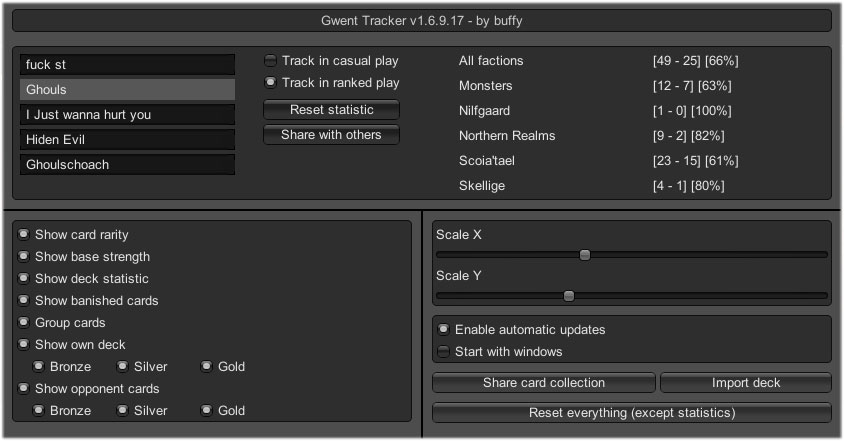 Gwent Tracker v1.6.9.17 - by buffy
fuck st
Ghouls
I Just wanna hurt you
Hiden Evil
Ghoulschoach
Track in casual play
Track in ranked play
Reset statistic
Share with others
All factions [49 - 25] [66%]
Monsters [12 - 7] [63%]
Nilfgaard [1 - 0] [100%]
Northern Realms [9 - 2] [82%]
Scoia'tael [23 - 15] [61%]
Skellige [4 - 1] [80%]
Show card rarity
Show base strength
Show deck statistic
Show banished cards
Group cards
Show own deck
Bronze Silver Gold
Show opponent cards
Bronze Silver Gold
Scale X
Scale Y
Enable automatic updates
Start with windows
Share card collection Import deck
Reset everything (except statistics)